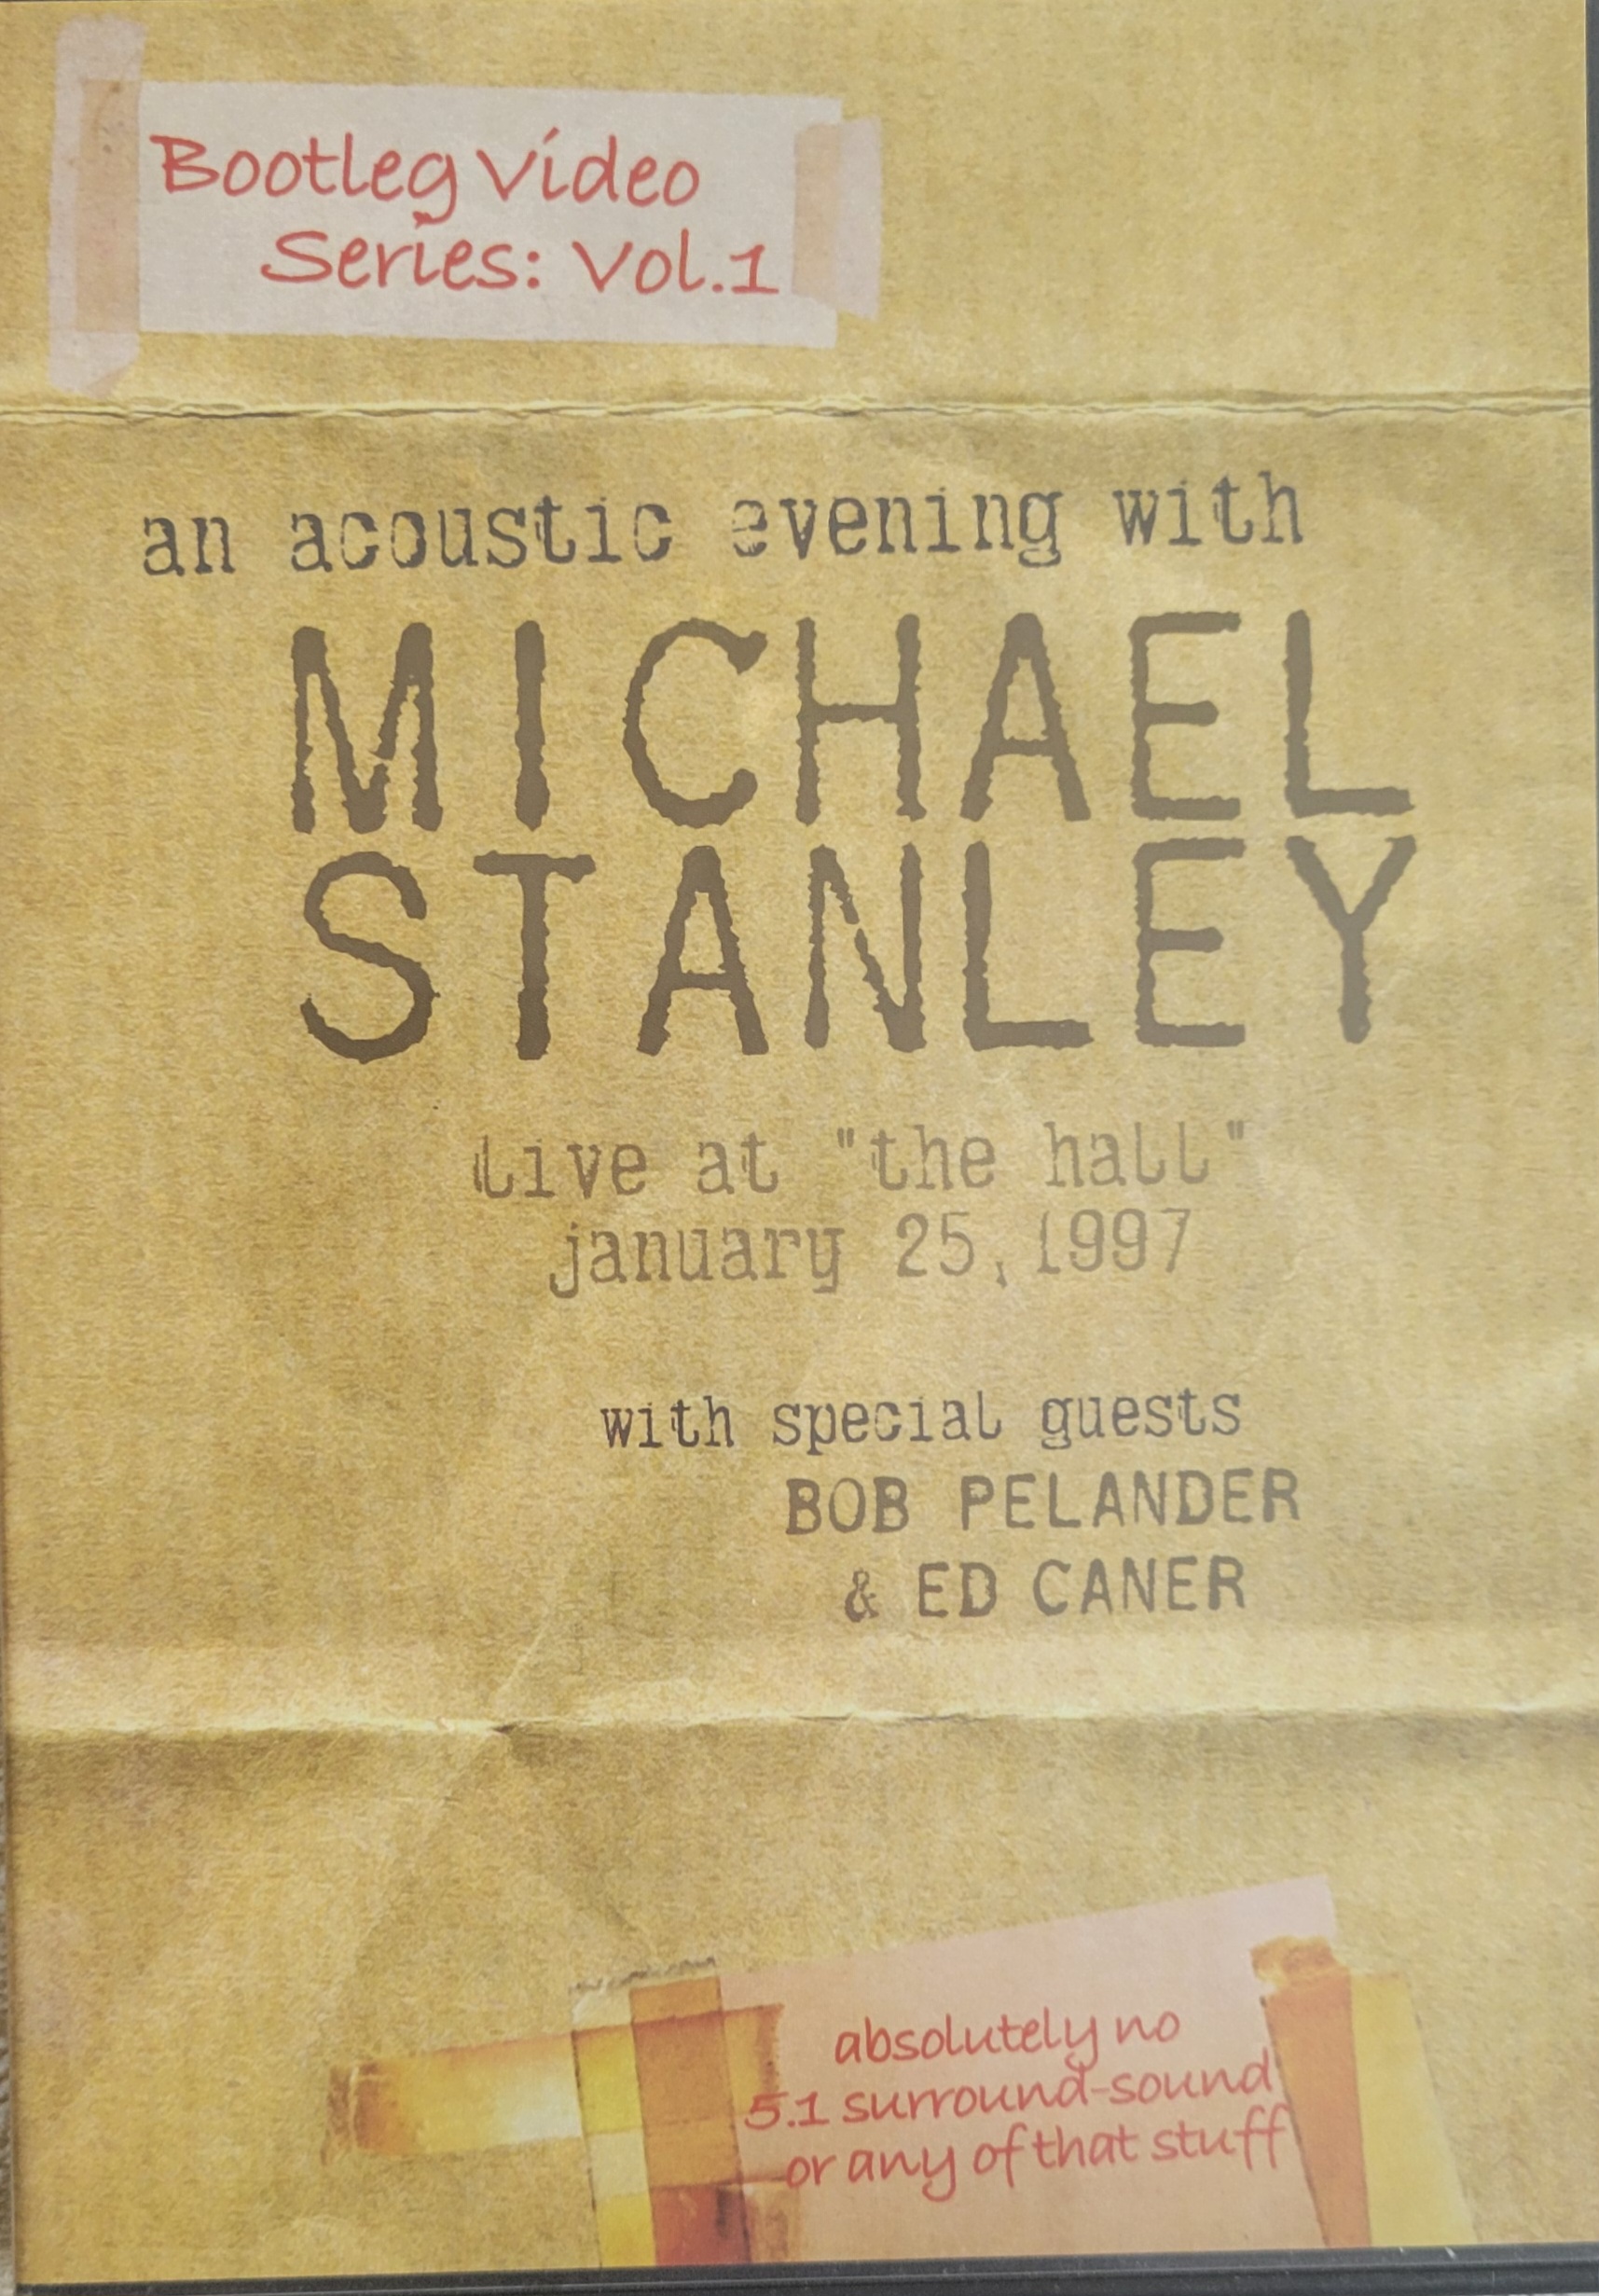 Bootleg Video
Series: Vol.1
an acoustic evening with
MICHAEL
STANLEY
live at "the hall"
january 25, 1997
with special guests
BOB PELANDER
& ED CANER
absolutely no
5.1 surround-sound
or any of that stuff